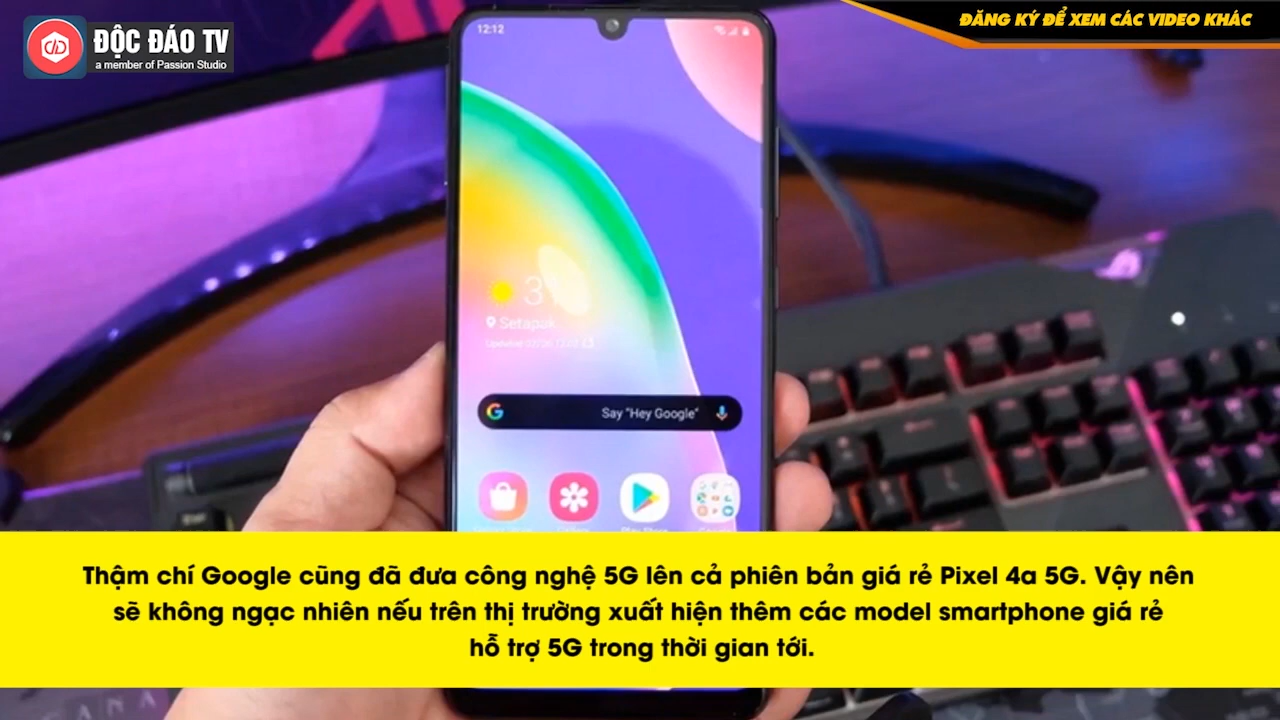 ĐỘC ĐÁO TV
a member of Passion Studio
ĐĂNG KÝ ĐỂ XEM CÁC VIDEO KHÁC
12:12
Setapak
Say "Hey Google"
Thậm chí Google cũng đã đưa công nghệ 5G lên cả phiên bản giá rẻ Pixel 4a 5G. Vậy nên
sẽ không ngạc nhiên nếu trên thị trường xuất hiện thêm các model smartphone giá rẻ
hỗ trợ 5G trong thời gian tới.